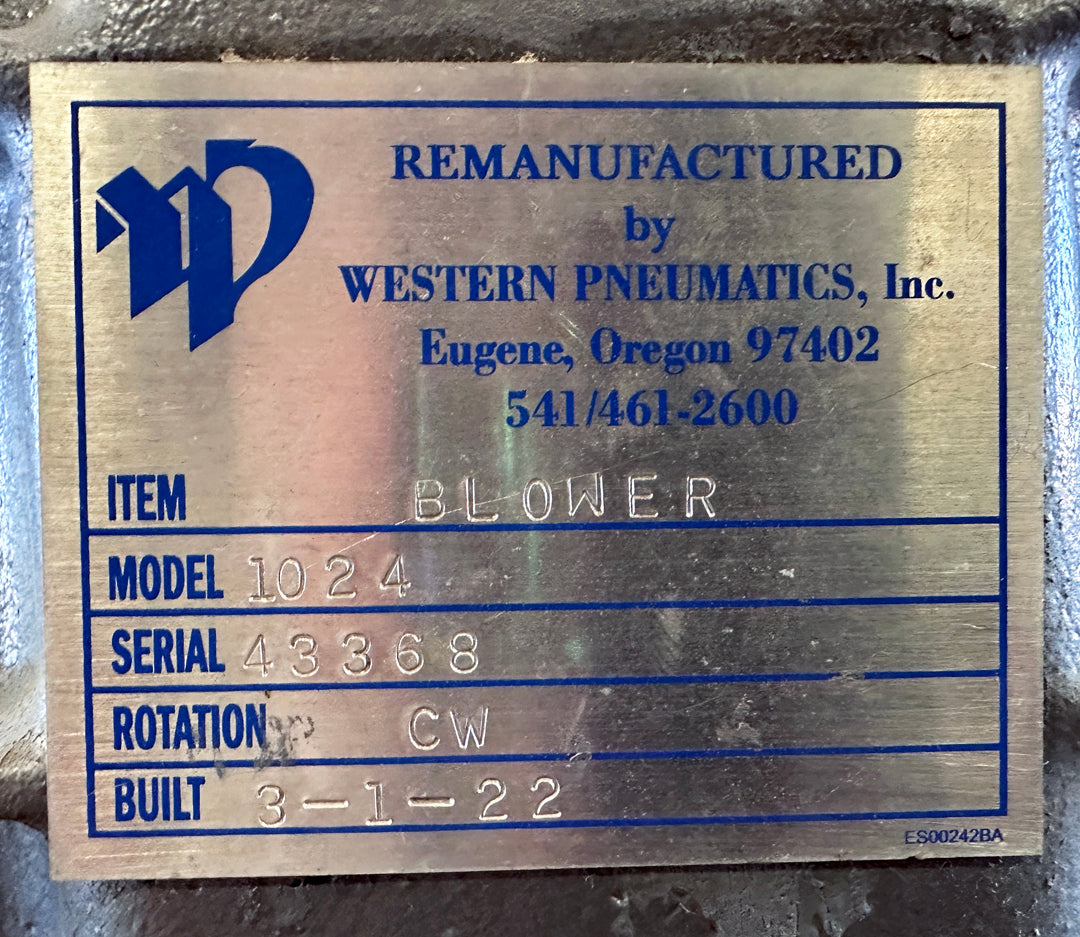 REMANUFACTURED
by
WESTERN PNEUMATICS, Inc.
Eugene, Oregon 97402
541/461-2600
ITEM BLOWER
MODEL 1024
SERIAL 43368
ROTATION CW
BUILT 3-1-22
ES00242BA